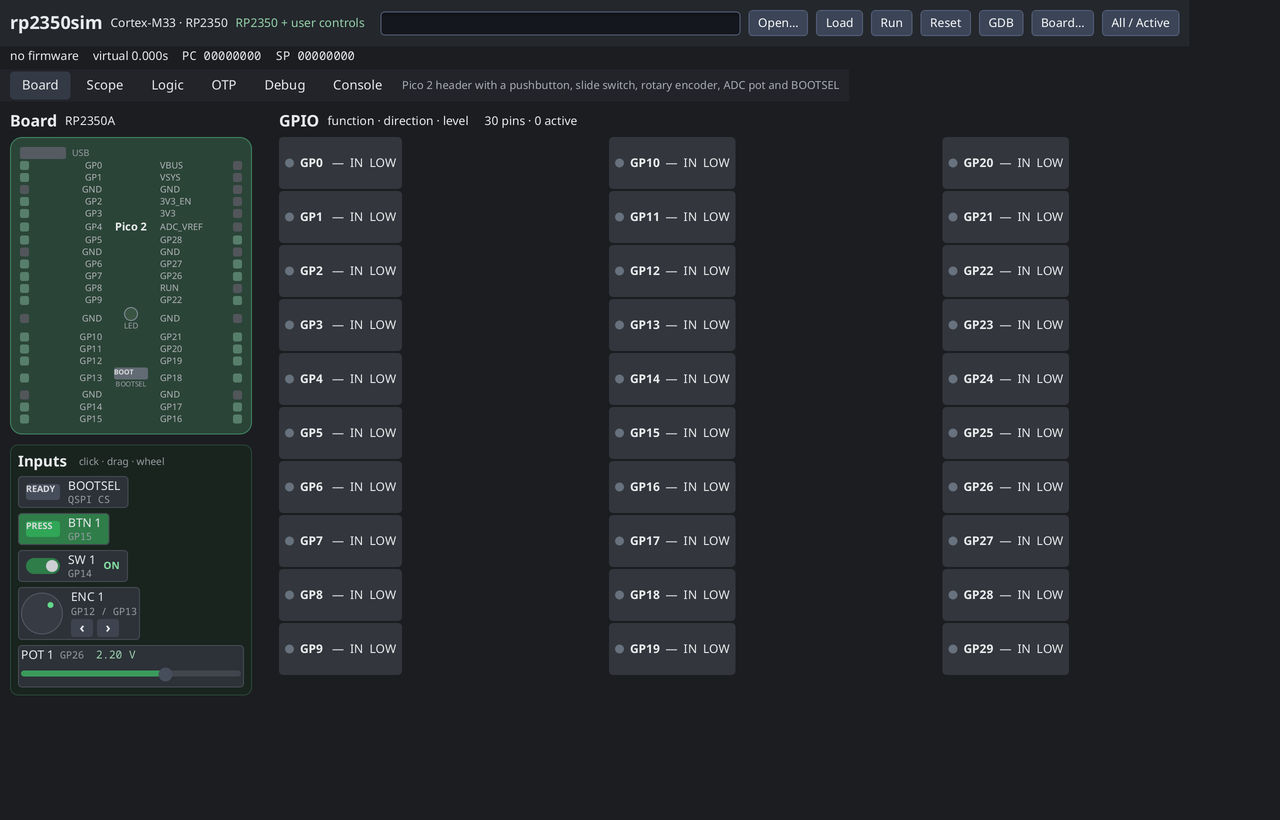 rp2350sim Cortex-M33 · RP2350 RP2350 + user controls Open... Load Run Reset GDB Board... All / Active
no firmware virtual 0.000s PC 00000000 SP 00000000
Board Scope Logic OTP Debug Console Pico 2 header with a pushbutton, slide switch, rotary encoder, ADC pot and BOOTSEL
Board RP2350A
USB
GP0 VBUS
GP1 VSYS
GND GND
GP2 3V3_EN
GP3 3V3
GP4 Pico 2 ADC_VREF
GP5 GP28
GND GND
GP6 GP27
GP7 GP26
GP8 RUN
GP9 GP22
GND GND
LED
GP10 GP21
GP11 GP20
GP12 GP19
BOOT
GP13 GP18
BOOTSEL
GND GND
GP14 GP17
GP15 GP16
Inputs click · drag · wheel
READY BOOTSEL
QSPI CS
PRESS BTN 1
GP15
SW 1 ON
GP14
ENC 1
GP12 / GP13
‹ ›
POT 1 GP26 2.20 V
GPIO function · direction · level 30 pins · 0 active
GP0 — IN LOW GP10 — IN LOW GP20 — IN LOW
GP1 — IN LOW GP11 — IN LOW GP21 — IN LOW
GP2 — IN LOW GP12 — IN LOW GP22 — IN LOW
GP3 — IN LOW GP13 — IN LOW GP23 — IN LOW
GP4 — IN LOW GP14 — IN LOW GP24 — IN LOW
GP5 — IN LOW GP15 — IN LOW GP25 — IN LOW
GP6 — IN LOW GP16 — IN LOW GP26 — IN LOW
GP7 — IN LOW GP17 — IN LOW GP27 — IN LOW
GP8 — IN LOW GP18 — IN LOW GP28 — IN LOW
GP9 — IN LOW GP19 — IN LOW GP29 — IN LOW